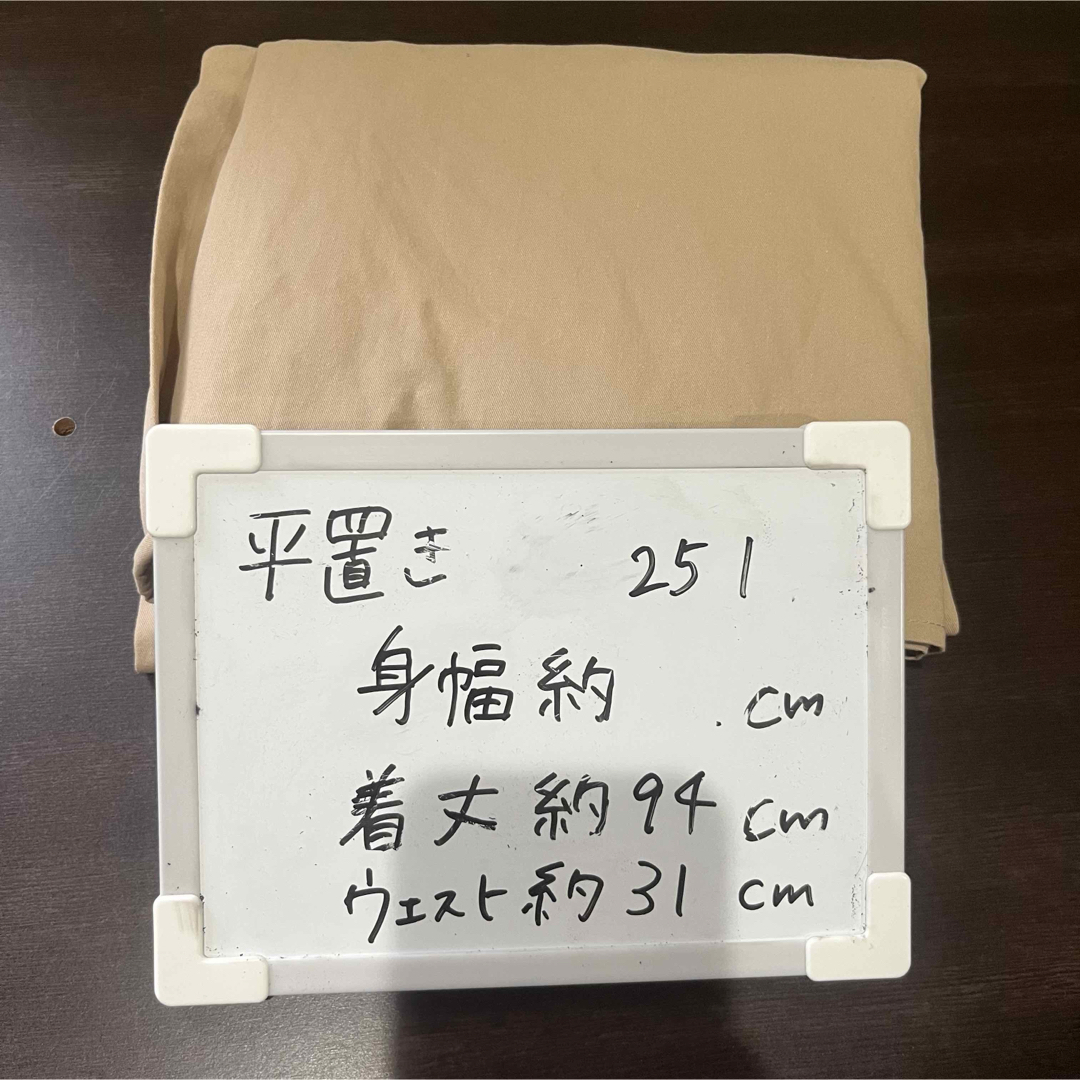 平置き 251
身幅約 . cm
着丈約94 cm
ウエスト約31 cm